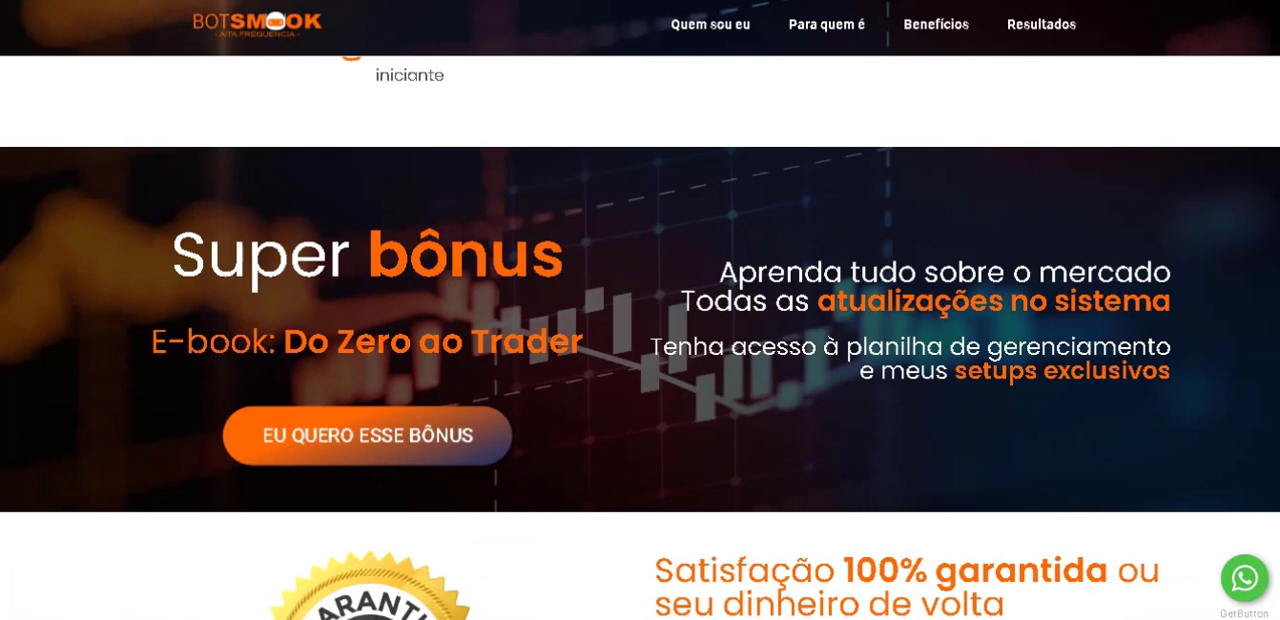 BOTSMOOK
- ALTA FREQUENCIA -
Quem sou eu
Para quem é
Benefícios
Resultados
iniciante
Super bônus
E-book: Do Zero ao Trader
EU QUERO ESSE BÔNUS
Aprenda tudo sobre o mercado
Todas as atualizações no sistema
Tenha acesso à planilha de gerenciamento
e meus setups exclusivos
Satisfação 100% garantida ou
seu dinheiro de volta
GetButton